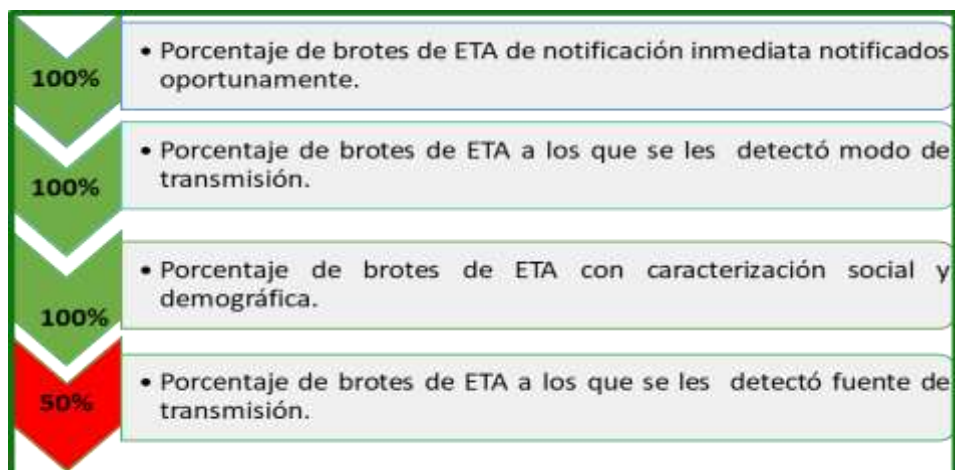 100%
• Porcentaje de brotes de ETA de notificación inmediata notificados
oportunamente.
100%
• Porcentaje de brotes de ETA a los que se les detectó modo de
transmisión.
100%
• Porcentaje de brotes de ETA con caracterización social y
demográfica.
50%
• Porcentaje de brotes de ETA a los que se les detectó fuente de
transmisión.